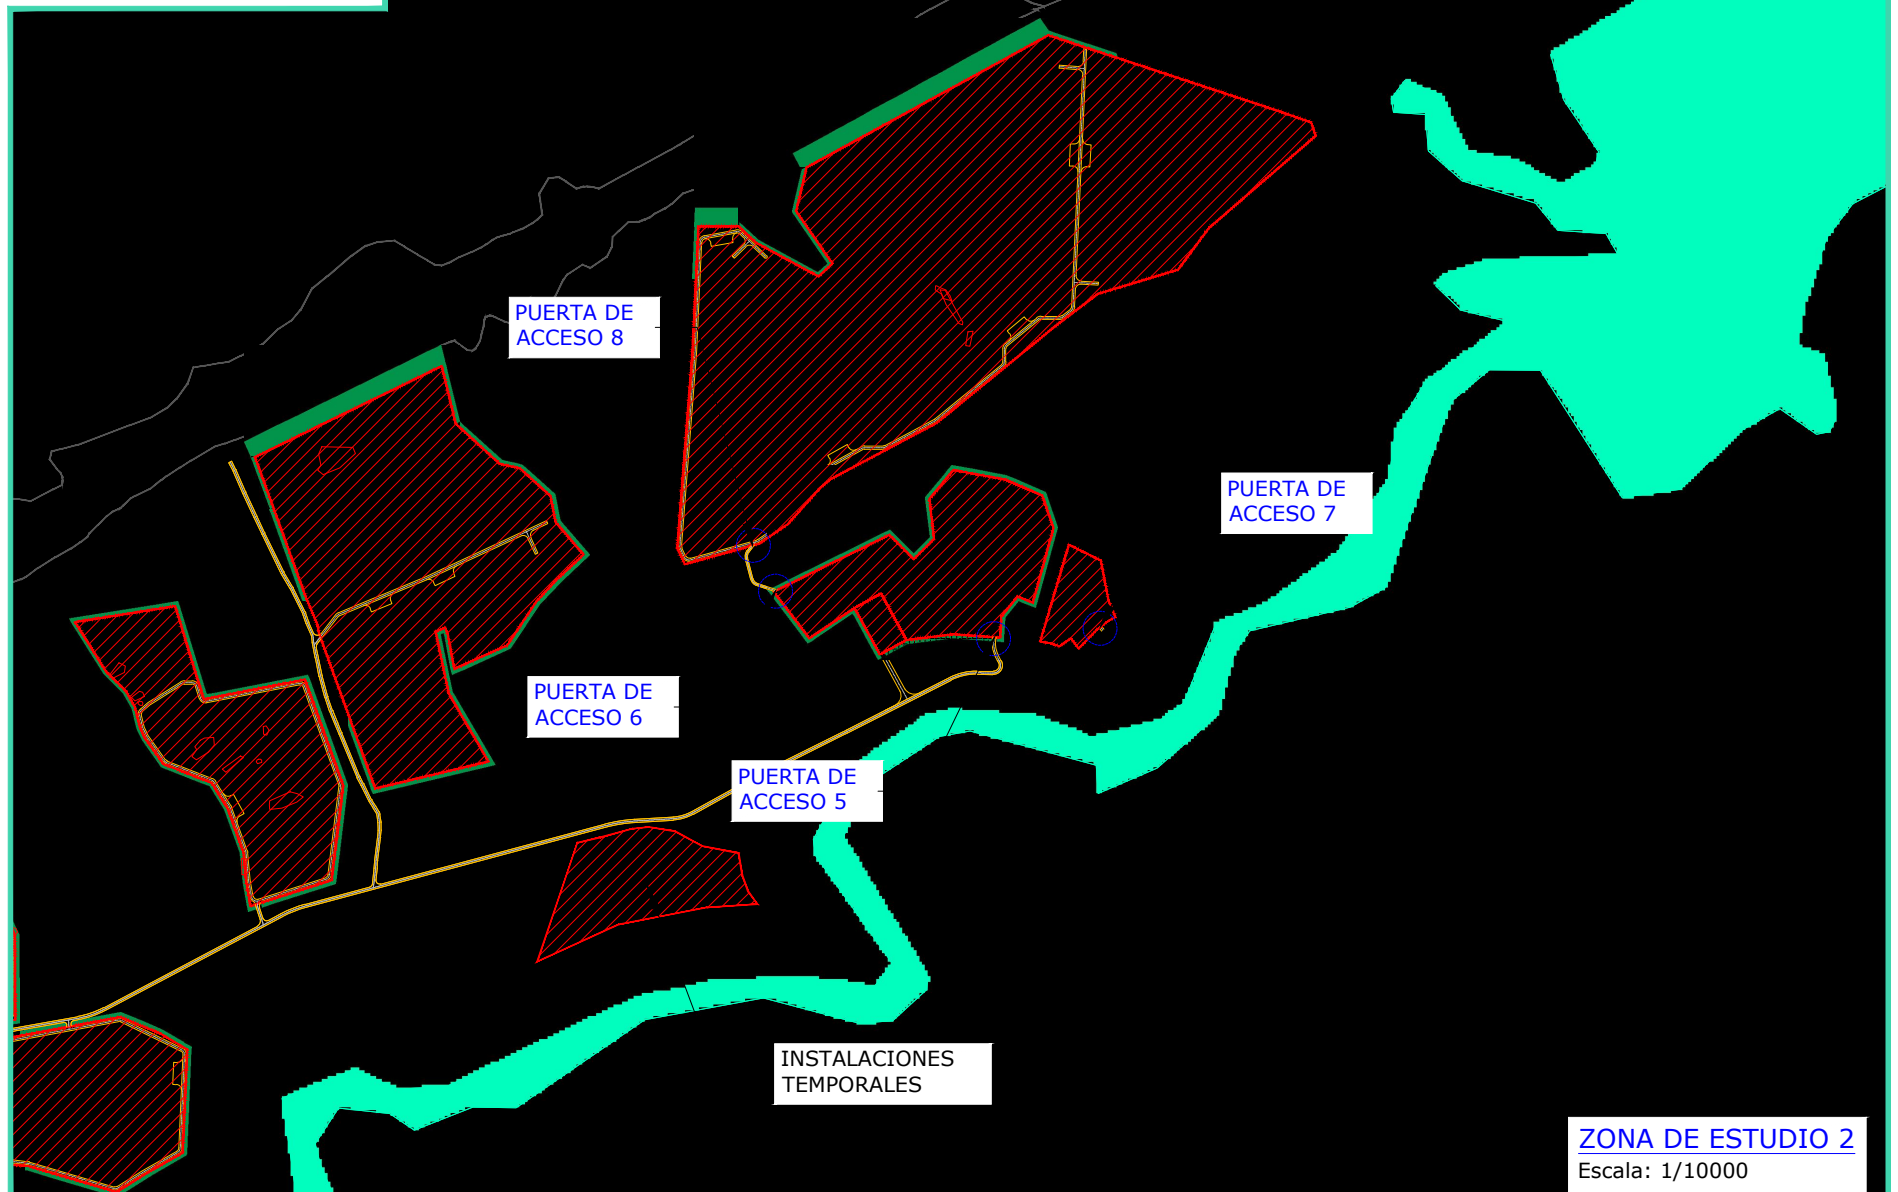 PUERTA DE
ACCESO 8
PUERTA DE
ACCESO 7
PUERTA DE
ACCESO 6
PUERTA DE
ACCESO 5
INSTALACIONES
TEMPORALES
ZONA DE ESTUDIO 2
Escala: 1/10000